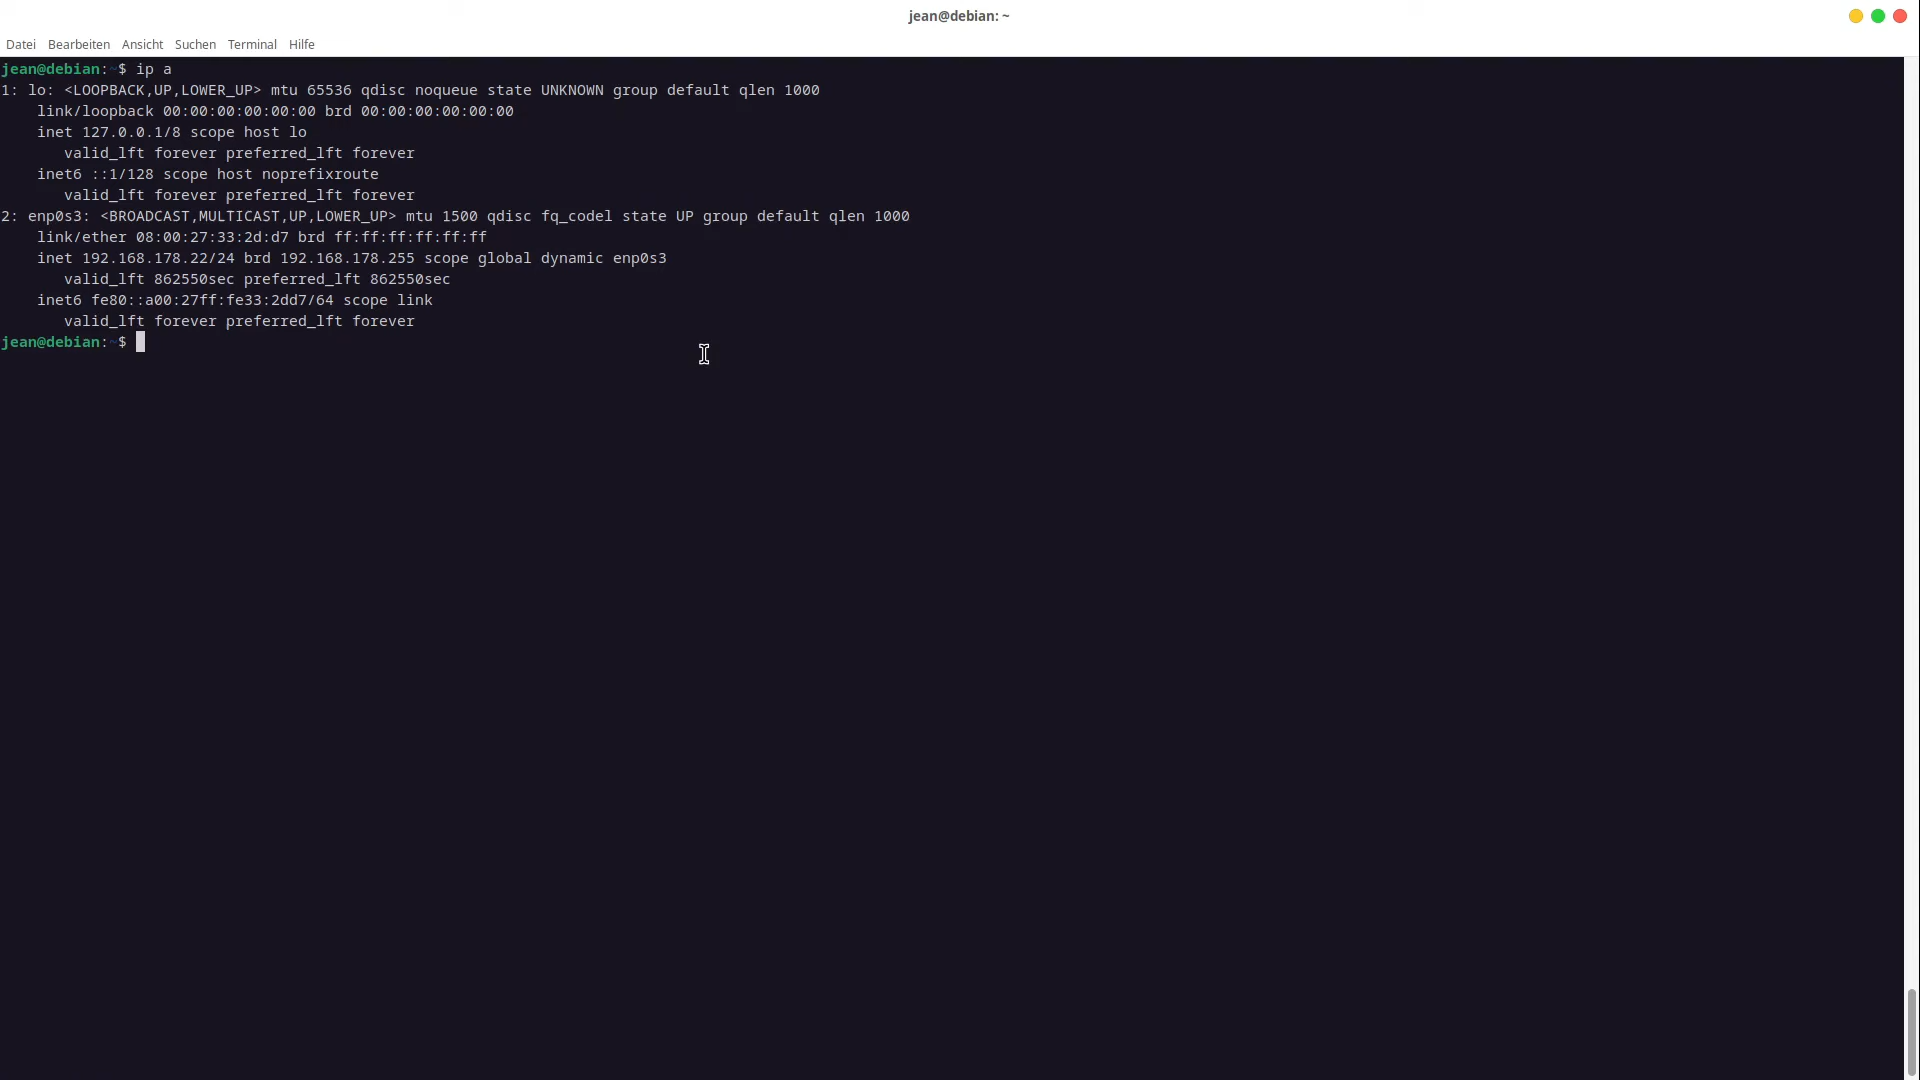 jean@debian: ~
Datei Bearbeiten Ansicht Suchen Terminal Hilfe
jean@debian:~$ ip a
1: lo: <LOOPBACK,UP,LOWER_UP> mtu 65536 qdisc noqueue state UNKNOWN group default qlen 1000
    link/loopback 00:00:00:00:00:00 brd 00:00:00:00:00:00
    inet 127.0.0.1/8 scope host lo
       valid_lft forever preferred_lft forever
    inet6 ::1/128 scope host noprefixroute
       valid_lft forever preferred_lft forever
2: enp0s3: <BROADCAST,MULTICAST,UP,LOWER_UP> mtu 1500 qdisc fq_codel state UP group default qlen 1000
    link/ether 08:00:27:33:2d:d7 brd ff:ff:ff:ff:ff:ff
    inet 192.168.178.22/24 brd 192.168.178.255 scope global dynamic enp0s3
       valid_lft 862550sec preferred_lft 862550sec
    inet6 fe80::a00:27ff:fe33:2dd7/64 scope link
       valid_lft forever preferred_lft forever
jean@debian:~$